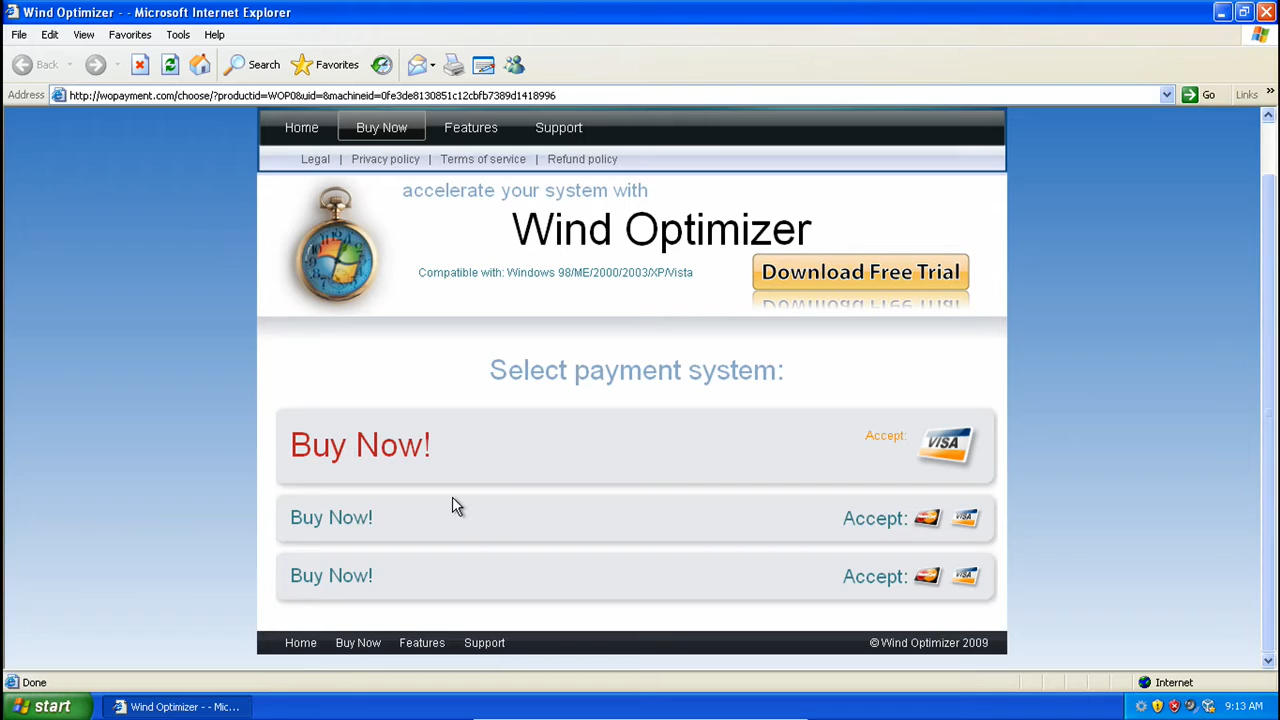 Wind Optimizer - - Microsoft Internet Explorer
File Edit View Favorites Tools Help
Back Search Favorites
Address http://wopayment.com/choose/?productid=WOP0&uid=&machineid=0fe3de8130851c12cbfb7389d1418996 Go Links »
Home Buy Now Features Support
Legal | Privacy policy | Terms of service | Refund policy
accelerate your system with
Wind Optimizer
Compatible with: Windows 98/ME/2000/2003/XP/Vista
Download Free Trial
Select payment system:
Buy Now! Accept: VISA
Buy Now! Accept: VISA
Buy Now! Accept: VISA
Home Buy Now Features Support © Wind Optimizer 2009
Done Internet
start Wind Optimizer - - Mic... 9:13 AM